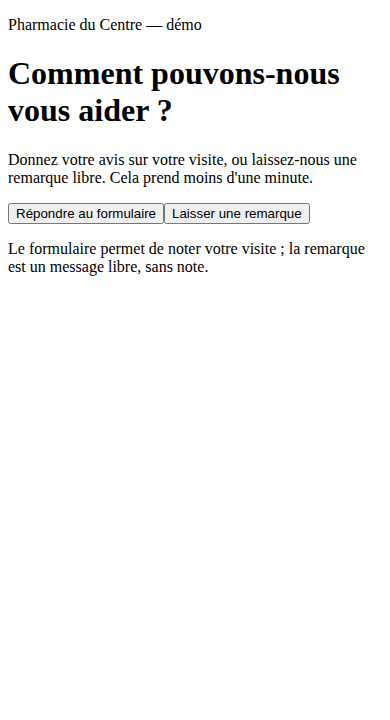 Pharmacie du Centre — démo
Comment pouvons-nous
vous aider ?
Donnez votre avis sur votre visite, ou laissez-nous une
remarque libre. Cela prend moins d'une minute.
Répondre au formulaire Laisser une remarque
Le formulaire permet de noter votre visite ; la remarque
est un message libre, sans note.